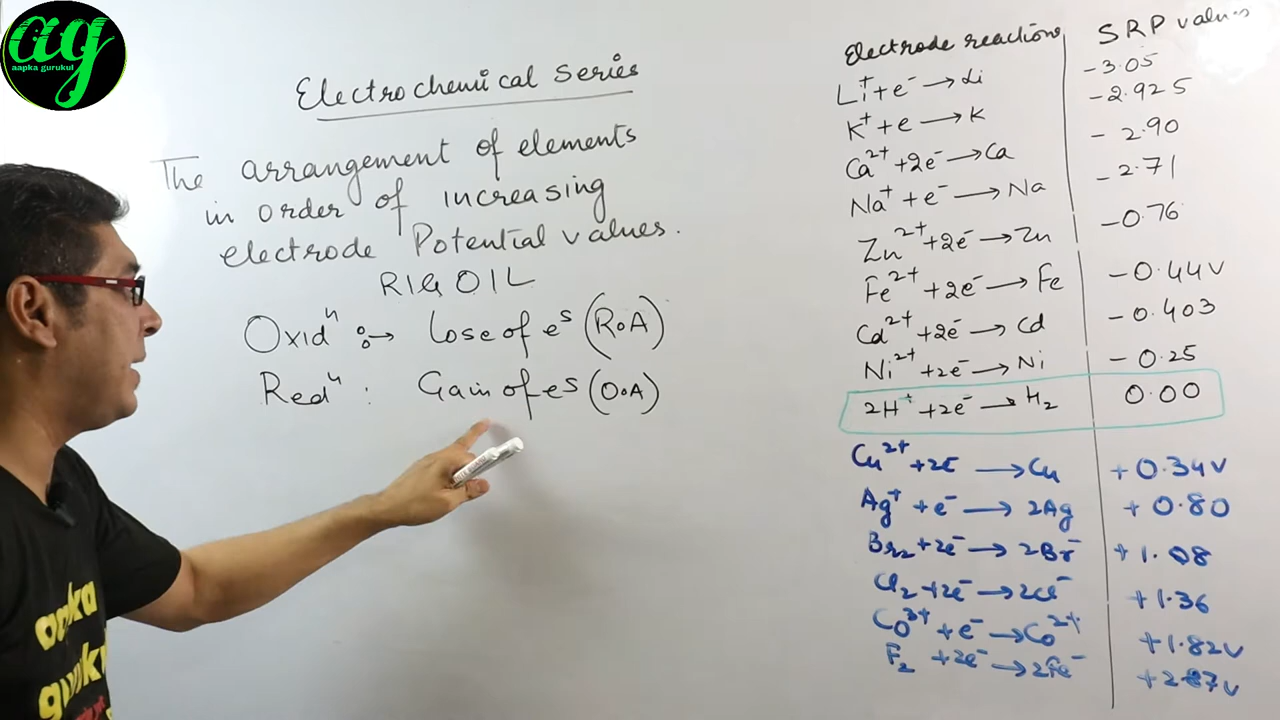 ag
aapka gurukul
Electrochemical Series
The arrangement of elements
in order of increasing
electrode Potential values.
RIG OIL
Oxidⁿ : → Lose of eˢ (R.A)
Redⁿ : Gain of eˢ (O.A)
Electrode reactions SRP values
Li⁺ + e⁻ → Li -3.05
K⁺ + e → K -2.925
Ca²⁺ + 2e⁻ → Ca -2.90
Na⁺ + e⁻ → Na -2.71
Zn²⁺ + 2e⁻ → Zn -0.76
Fe²⁺ + 2e⁻ → Fe -0.44V
Cd²⁺ + 2e⁻ → Cd -0.403
Ni²⁺ + 2e⁻ → Ni -0.25
2H⁺ + 2e⁻ → H₂ 0.00
Cu²⁺ + 2e⁻ → Cu +0.34V
Ag⁺ + e⁻ → 2Ag +0.80
Br₂ + 2e⁻ → 2Br⁻ +1.08
Cl₂ + 2e⁻ → 2Cl⁻ +1.36
CO³⁺ + e⁻ → Co²⁺ +1.82V
F₂ + 2e⁻ → 2Fe⁻ +2.87V
aapka